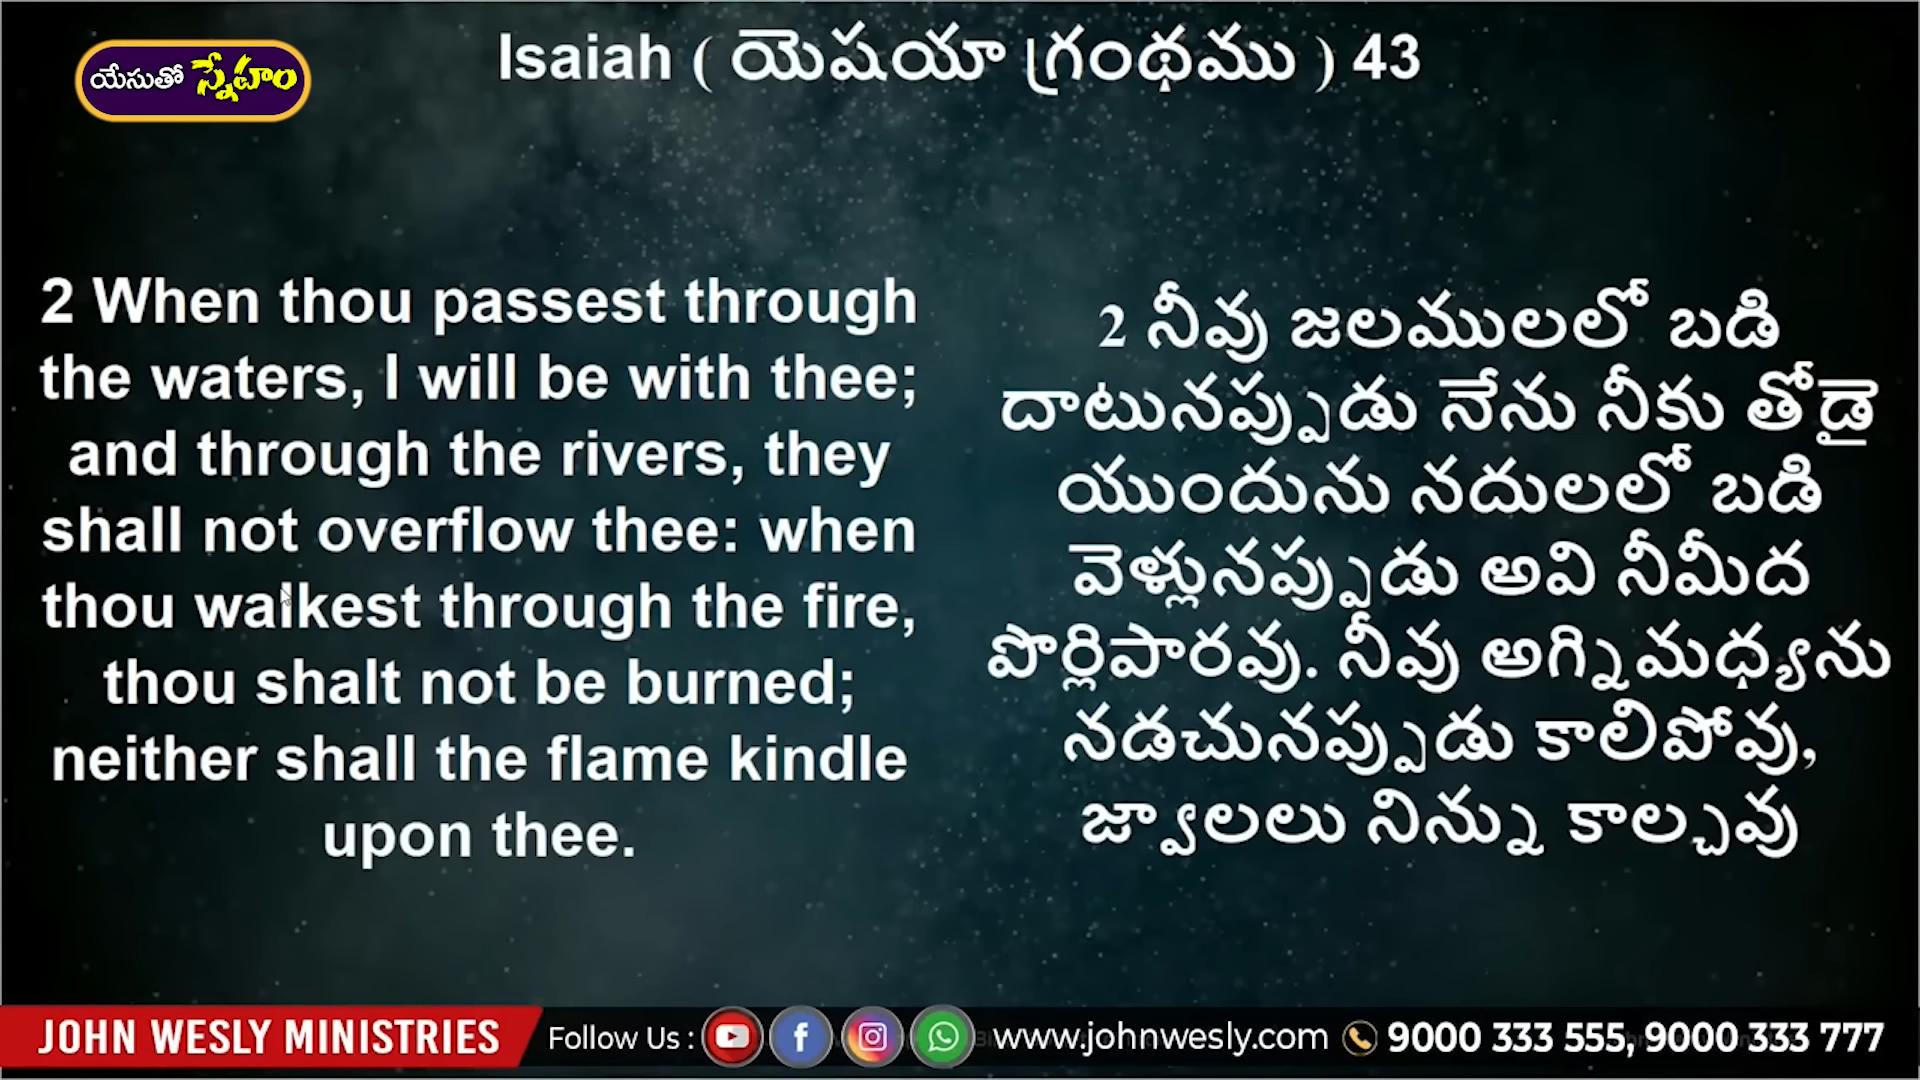 యేసుతో స్నేహం
Isaiah ( యెషయా గ్రంథము ) 43
2 When thou passest through
the waters, I will be with thee;
and through the rivers, they
shall not overflow thee: when
thou walkest through the fire,
thou shalt not be burned;
neither shall the flame kindle
upon thee.
2 నీవు జలములలో బడి
దాటునప్పుడు నేను నీకు తోడై
యుందును నదులలో బడి
వెళ్లునప్పుడు అవి నీమీద
పొర్లిపారవు. నీవు అగ్నిమధ్యను
నడచునప్పుడు కాలిపోవు,
జ్వాలలు నిన్ను కాల్చవు
JOHN WESLY MINISTRIES Follow Us : www.johnwesly.com 9000 333 555, 9000 333 777